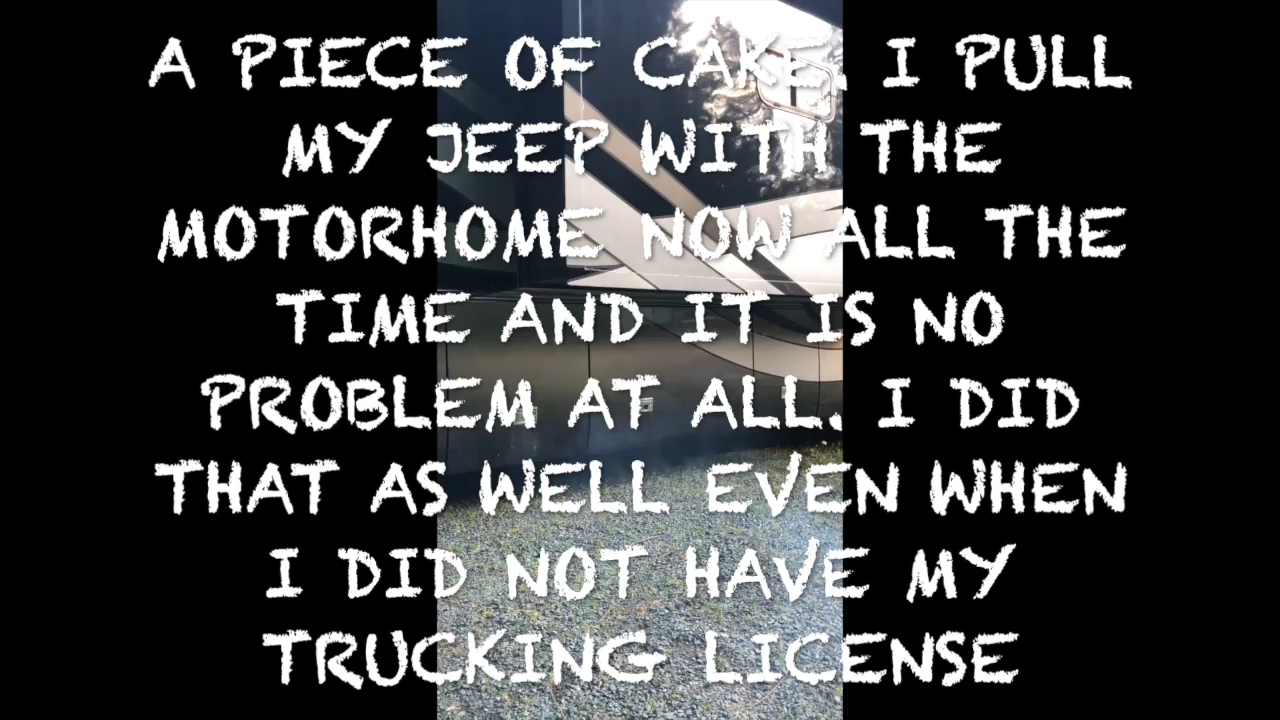 A PIECE OF CAKE. I PULL
MY JEEP WITH THE
MOTORHOME NOW ALL THE
TIME AND IT IS NO
PROBLEM AT ALL. I DID
THAT AS WELL EVEN WHEN
I DID NOT HAVE MY
TRUCKING LICENSE